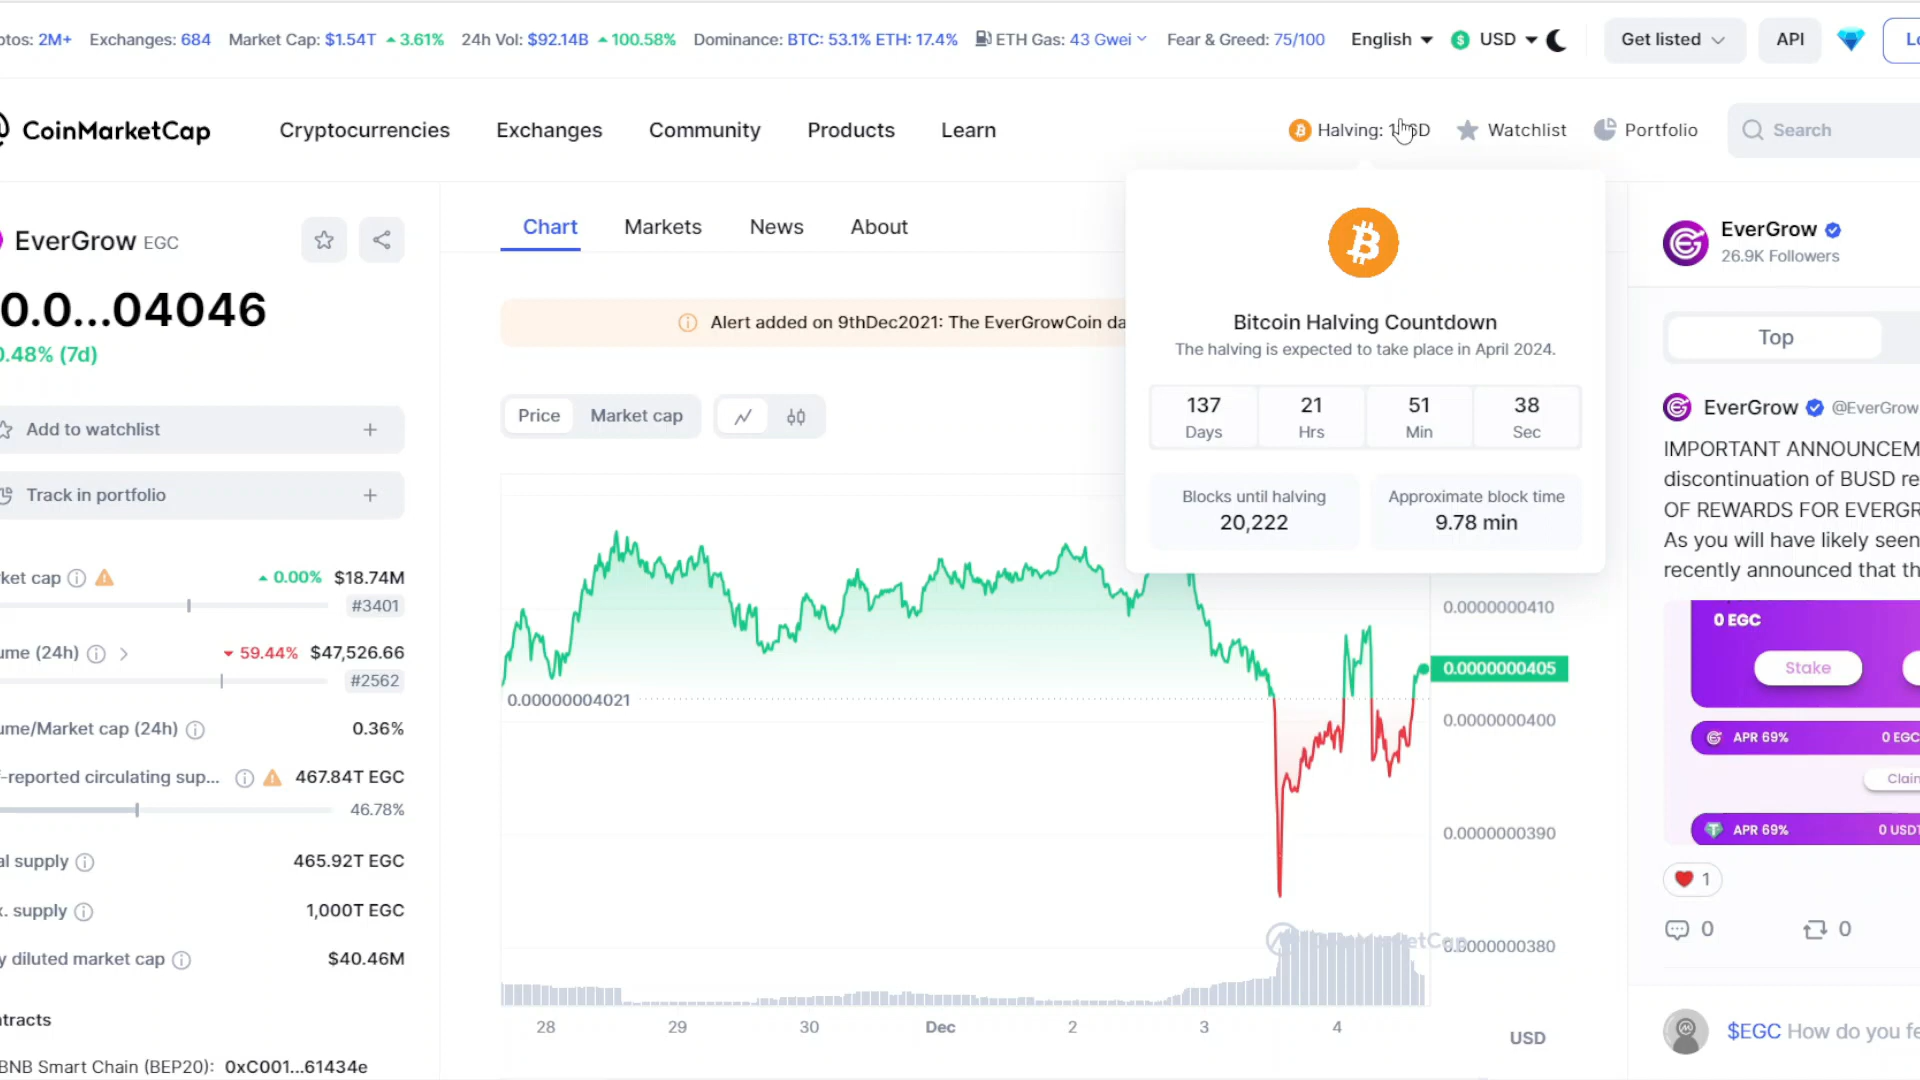 ptos: 2M+ Exchanges: 684 Market Cap: $1.54T 3.61% 24h Vol: $92.14B 100.58% Dominance: BTC: 53.1% ETH: 17.4% ETH Gas: 43 Gwei Fear & Greed: 75/100 English USD Get listed API
CoinMarketCap Cryptocurrencies Exchanges Community Products Learn Halving: Watchlist Portfolio Search
EverGrow EGC
0.0...04046
0.48% (7d)
Add to watchlist +
Track in portfolio +
ket cap 0.00% $18.74M
#3401
ume (24h) 59.44% $47,526.66
#2562
ume/Market cap (24h) 0.36%
-reported circulating sup... 467.84T EGC
46.78%
al supply 465.92T EGC
x. supply 1,000T EGC
y diluted market cap $40.46M
ntracts
BNB Smart Chain (BEP20): 0xC001...61434e
Chart Markets News About
Alert added on 9thDec2021: The EverGrowCoin da
Price Market cap
Bitcoin Halving Countdown
The halving is expected to take place in April 2024.
137 21 51 38
Days Hrs Min Sec
Blocks until halving Approximate block time
20,222 9.78 min
0.0000000410
0.0000000405
0.00000004021
0.0000000400
0.0000000390
0.0000000380
28 29 30 Dec 2 3 4
USD
EverGrow
26.9K Followers
Top
EverGrow @EverGrow
IMPORTANT ANNOUNCEM
discontinuation of BUSD re
OF REWARDS FOR EVERGR
As you will have likely seen
recently announced that th
0 EGC
Stake
APR 69% 0 EGC
Clain
APR 69% 0 USDT
1
0 0
$EGC How do you fe